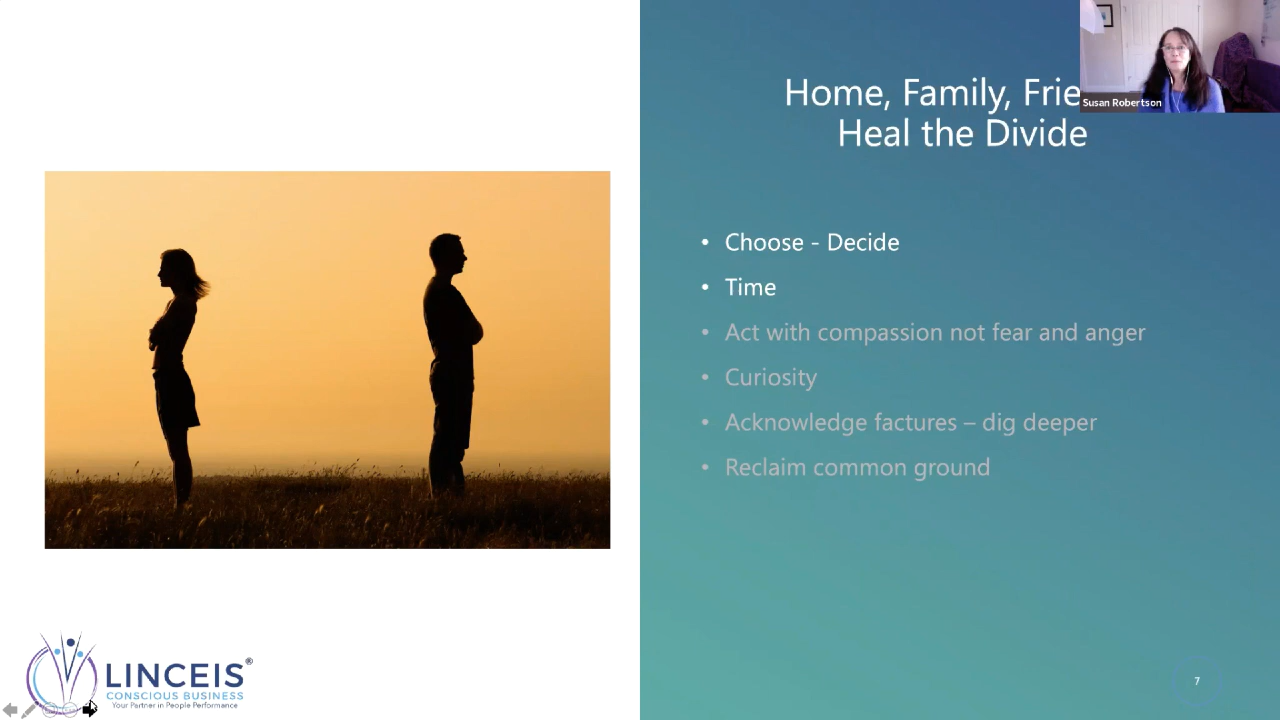 Home, Family, Frie
Heal the Divide
Susan Robertson
• Choose - Decide
• Time
• Act with compassion not fear and anger
• Curiosity
• Acknowledge factures – dig deeper
• Reclaim common ground
LINCEIS®
CONSCIOUS BUSINESS
Your Partner in People Performance
7